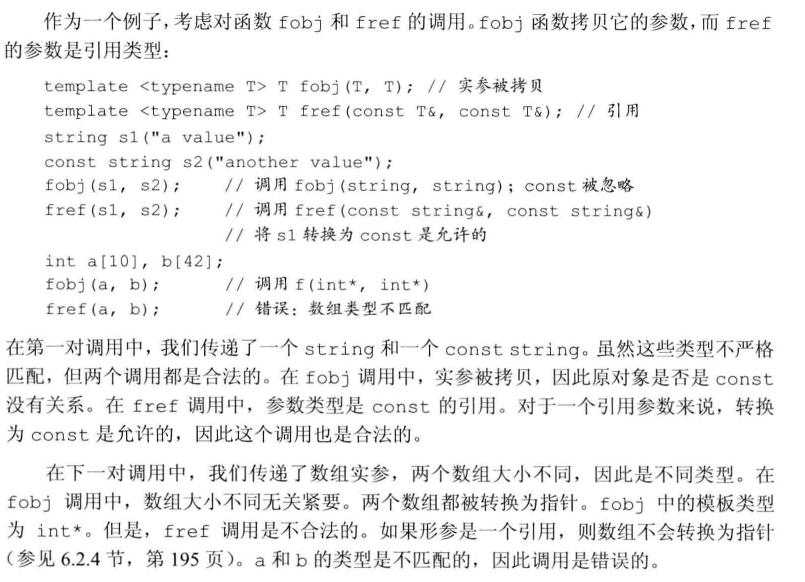 作为一个例子，考虑对函数 fobj 和 fref 的调用。fobj 函数拷贝它的参数，而 fref
的参数是引用类型：
template <typename T> T fobj(T, T); // 实参被拷贝
template <typename T> T fref(const T&, const T&); // 引用
string s1("a value");
const string s2("another value");
fobj(s1, s2); // 调用 fobj(string, string)；const 被忽略
fref(s1, s2); // 调用 fref(const string&, const string&)
// 将 s1 转换为 const 是允许的
int a[10], b[42];
fobj(a, b); // 调用 f(int*, int*)
fref(a, b); // 错误：数组类型不匹配
在第一对调用中，我们传递了一个 string 和一个 const string。虽然这些类型不严格
匹配，但两个调用都是合法的。在 fobj 调用中，实参被拷贝，因此原对象是否是 const
没有关系。在 fref 调用中，参数类型是 const 的引用。对于一个引用参数来说，转换
为 const 是允许的，因此这个调用也是合法的。
在下一对调用中，我们传递了数组实参，两个数组大小不同，因此是不同类型。在
fobj 调用中，数组大小不同无关紧要。两个数组都被转换为指针。fobj 中的模板类型
为 int*。但是，fref 调用是不合法的。如果形参是一个引用，则数组不会转换为指针
（参见 6.2.4 节，第 195 页）。a 和 b 的类型是不匹配的，因此调用是错误的。